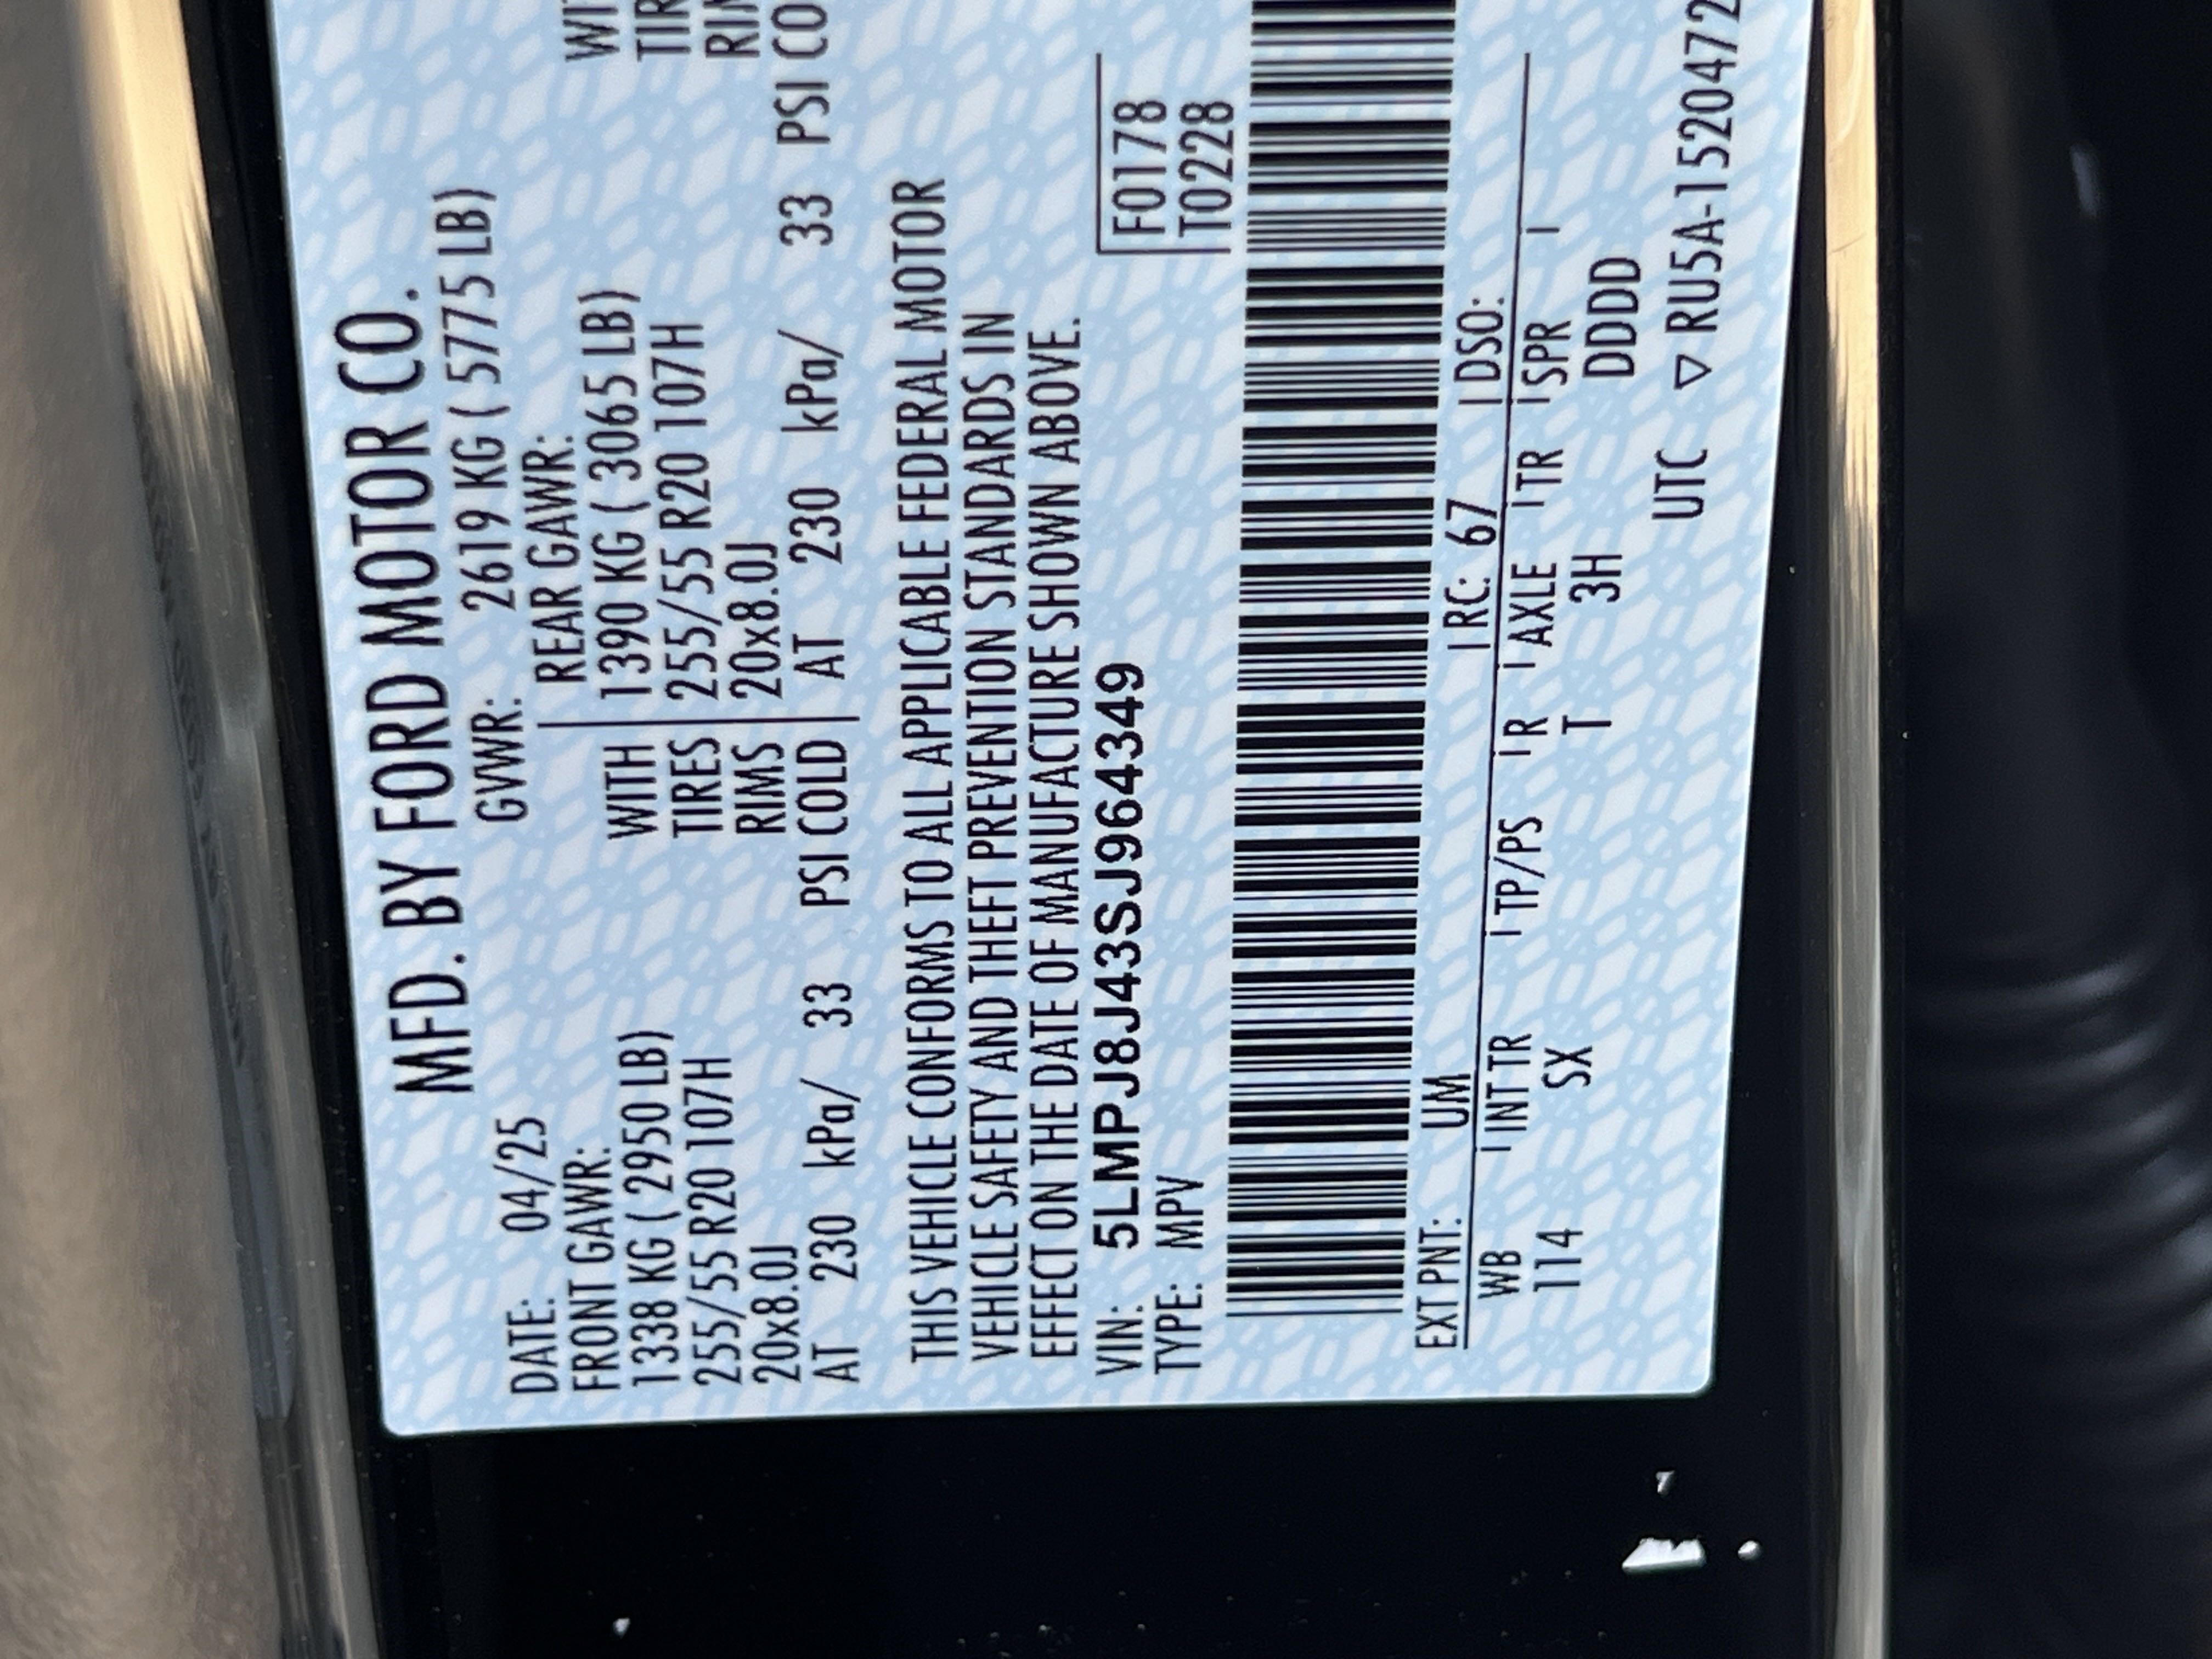 MFD. BY FORD MOTOR CO.
DATE: 04/25 GVWR: 2619 KG ( 5775 LB)
FRONT GAWR: REAR GAWR:
1338 KG ( 2950 LB) WITH 1390 KG ( 3065 LB)
255/55 R20 107H TIRES 255/55 R20 107H
20x8.0J RIMS 20x8.0J
AT 230 kPa/ 33 PSI COLD AT 230 kPa/ 33 PSI CO
THIS VEHICLE CONFORMS TO ALL APPLICABLE FEDERAL MOTOR
VEHICLE SAFETY AND THEFT PREVENTION STANDARDS IN
EFFECT ON THE DATE OF MANUFACTURE SHOWN ABOVE.
VIN: 5LMPJ8J43SJ964349
TYPE: MPV
F0178
T0228
EXT PNT: UM RC: 67 DSO:
WB INT TR TP/PS R AXLE TR SPR
114 SX T 3H DDDD
UTC ▽ RU5A-1520472